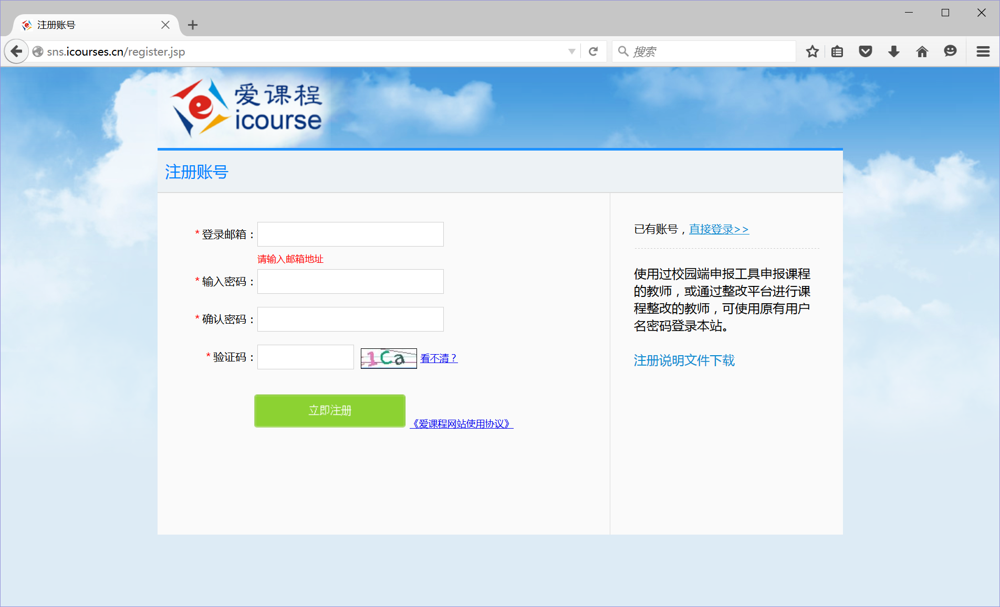 注册账号
sns.icourses.cn/register.jsp
搜索
爱课程
icourse
注册账号
*登录邮箱：
请输入邮箱地址
*输入密码：
*确认密码：
*验证码：
1Ca
看不清？
立即注册
《爱课程网站使用协议》
已有账号，直接登录>>
使用过校园端申报工具申报课程
的教师，或通过整改平台进行课
程整改的教师，可使用原有用户
名密码登录本站。
注册说明文件下载